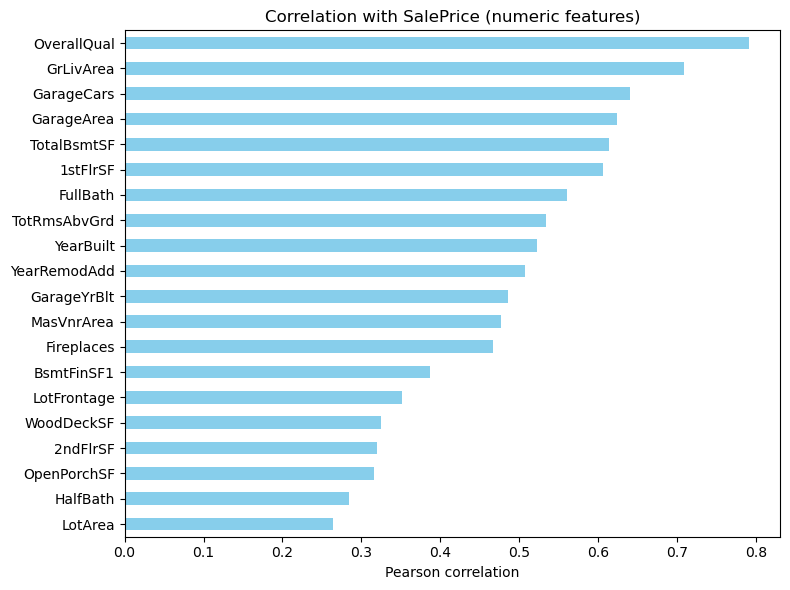 Correlation with SalePrice (numeric features)
OverallQual
GrLivArea
GarageCars
GarageArea
TotalBsmtSF
1stFlrSF
FullBath
TotRmsAbvGrd
YearBuilt
YearRemodAdd
GarageYrBlt
MasVnrArea
Fireplaces
BsmtFinSF1
LotFrontage
WoodDeckSF
2ndFlrSF
OpenPorchSF
HalfBath
LotArea
0.0 0.1 0.2 0.3 0.4 0.5 0.6 0.7 0.8
Pearson correlation